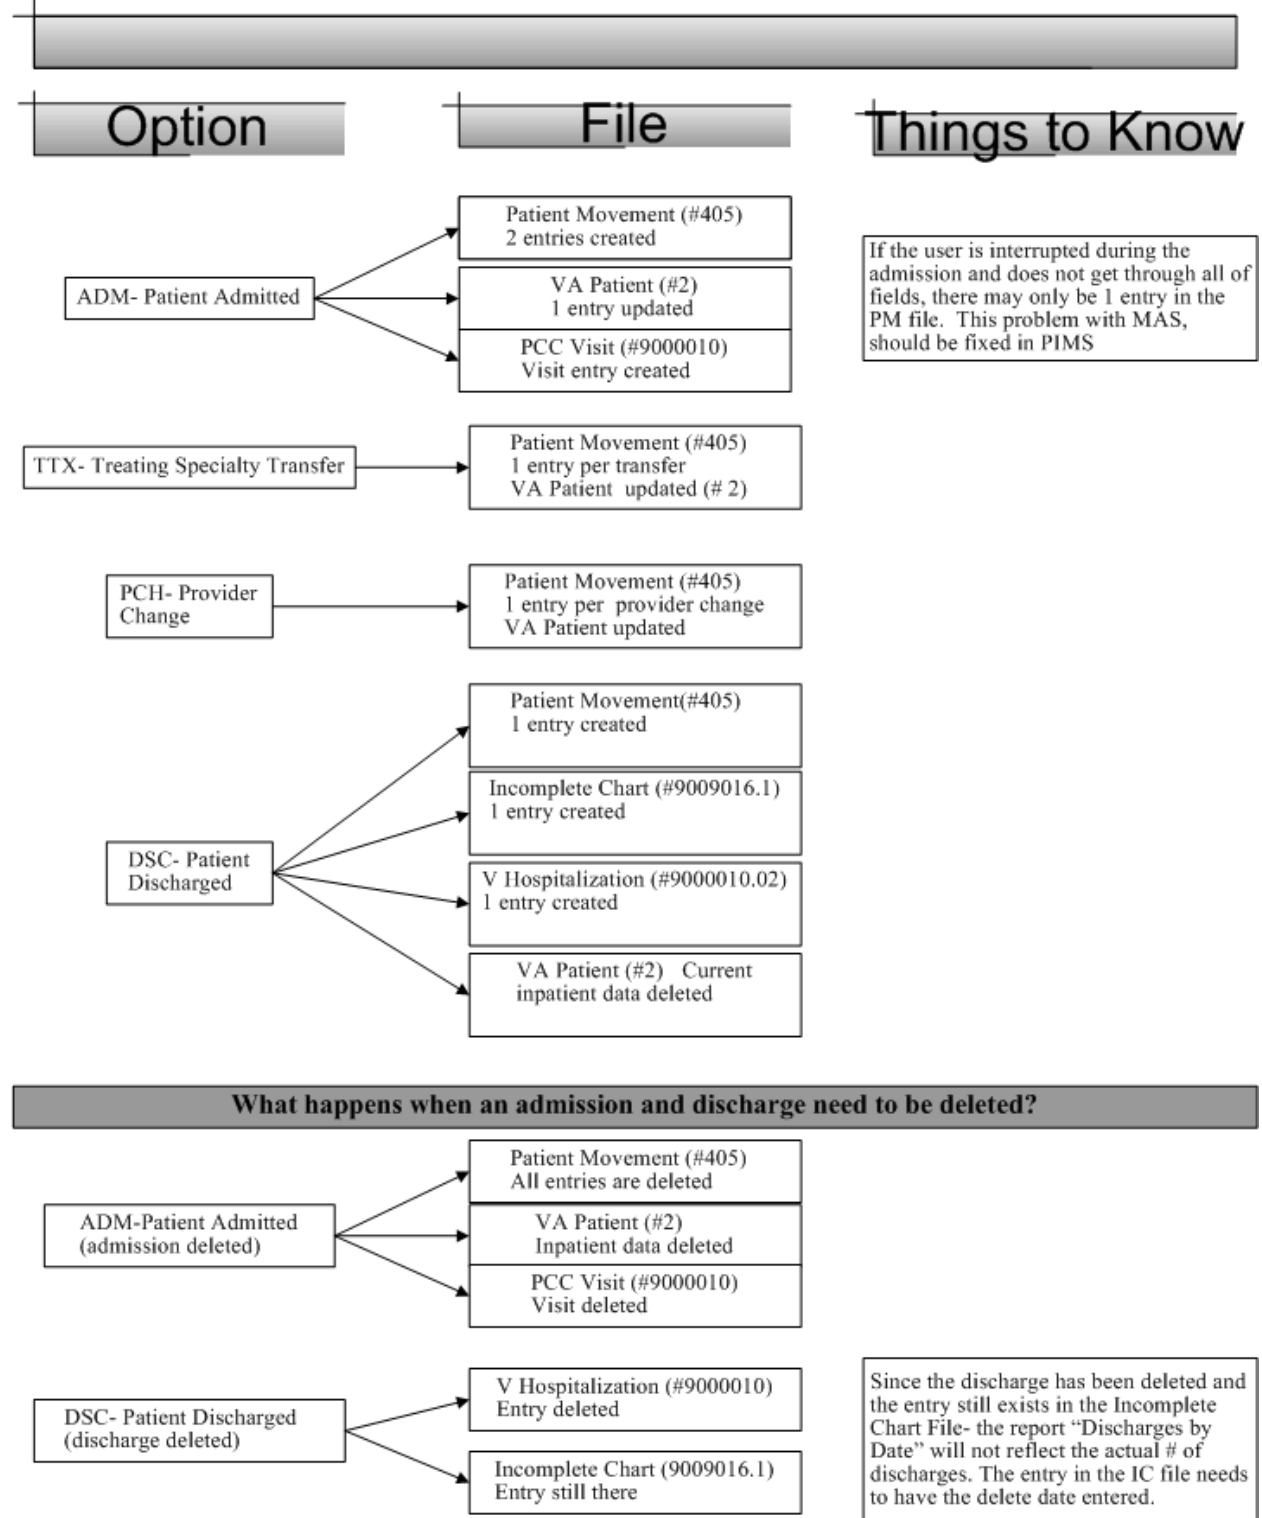 Option
File
Things to Know
ADM- Patient Admitted
Patient Movement (#405)
2 entries created
VA Patient (#2)
1 entry updated
PCC Visit (#9000010)
Visit entry created
If the user is interrupted during the
admission and does not get through all of
fields, there may only be 1 entry in the
PM file.  This problem with MAS,
should be fixed in PIMS
TTX- Treating Specialty Transfer
Patient Movement (#405)
1 entry per transfer
VA Patient  updated (# 2)
PCH- Provider
Change
Patient Movement (#405)
1 entry per  provider change
VA Patient updated
DSC- Patient
Discharged
Patient Movement(#405)
1 entry created
Incomplete Chart (#9009016.1)
1 entry created
V Hospitalization (#9000010.02)
1 entry created
VA Patient (#2)   Current
inpatient data deleted
What happens when an admission and discharge need to be deleted?
ADM-Patient Admitted
(admission deleted)
Patient Movement (#405)
All entries are deleted
VA Patient (#2)
Inpatient data deleted
PCC Visit (#9000010)
Visit deleted
DSC- Patient Discharged
(discharge deleted)
V Hospitalization (#9000010)
Entry deleted
Incomplete Chart (9009016.1)
Entry still there
Since the discharge has been deleted and
the entry still exists in the Incomplete
Chart File- the report “Discharges by
Date” will not reflect the actual # of
discharges. The entry in the IC file needs
to have the delete date entered.